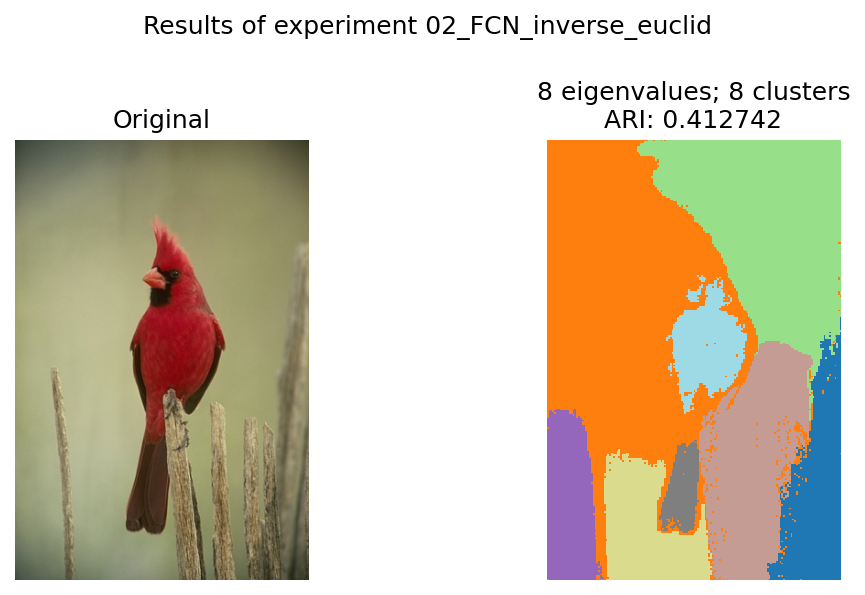 Results of experiment 02_FCN_inverse_euclid
Original
8 eigenvalues; 8 clusters
ARI: 0.412742